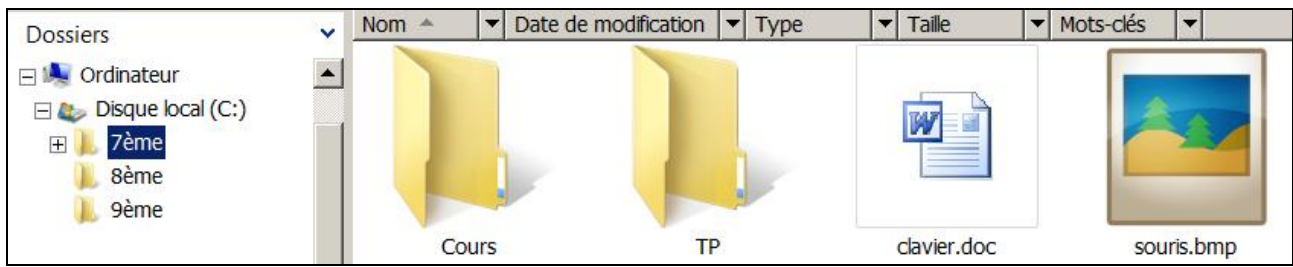 Dossiers
Ordinateur
Disque local (C:)
7ème
8ème
9ème
Nom Date de modification Type Taille Mots-clés
Cours TP clavier.doc souris.bmp